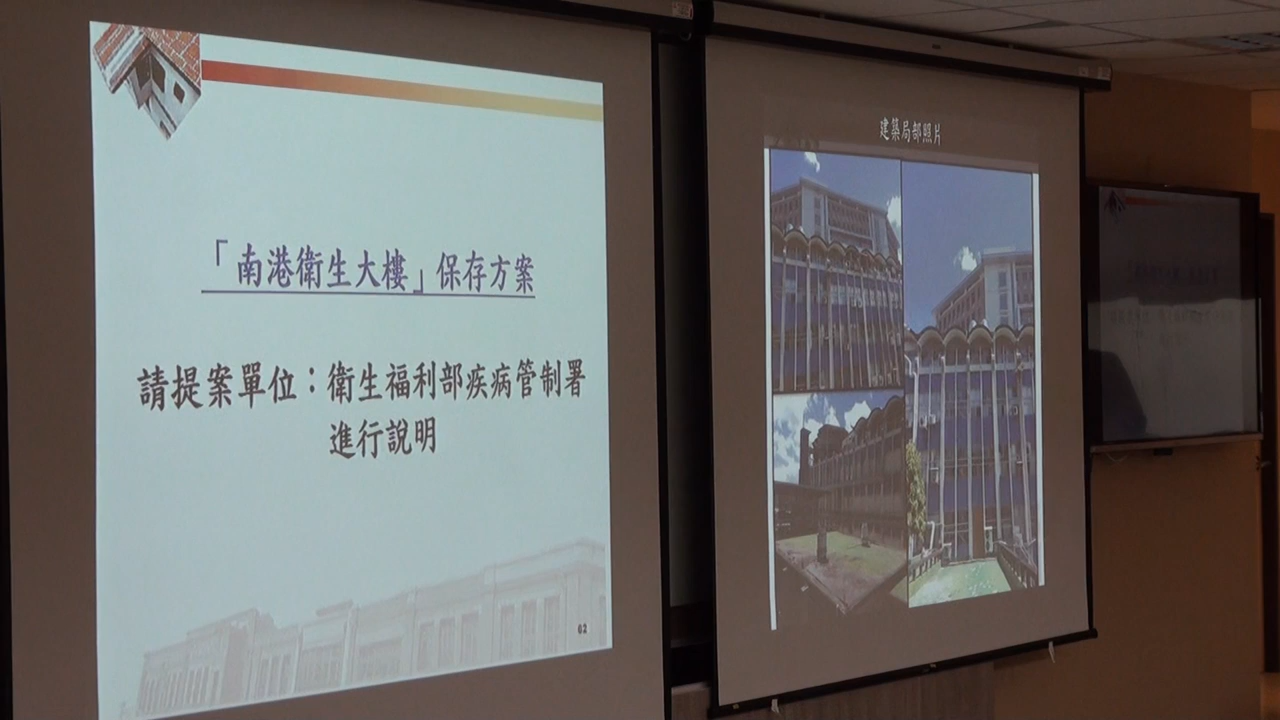 「南港衛生大樓」保存方案
請提案單位：衛生福利部疾病管制署
進行說明
62
建築局部照片